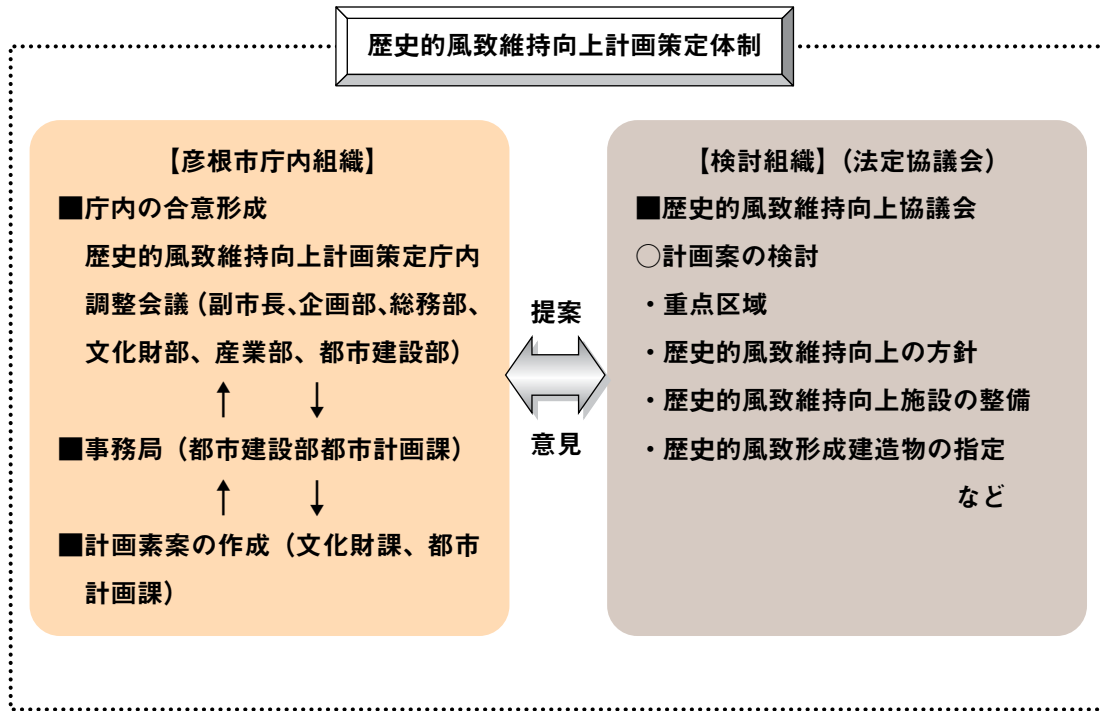 歴史的風致維持向上計画策定体制
【彦根市庁内組織】
■庁内の合意形成
歴史的風致維持向上計画策定庁内
調整会議（副市長、企画部、総務部、
文化財部、産業部、都市建設部）
↑ ↓
■事務局（都市建設部都市計画課）
↑ ↓
■計画素案の作成（文化財課、都市
計画課）
提案
意見
【検討組織】（法定協議会）
■歴史的風致維持向上協議会
○計画案の検討
・重点区域
・歴史的風致維持向上の方針
・歴史的風致維持向上施設の整備
・歴史的風致形成建造物の指定
など